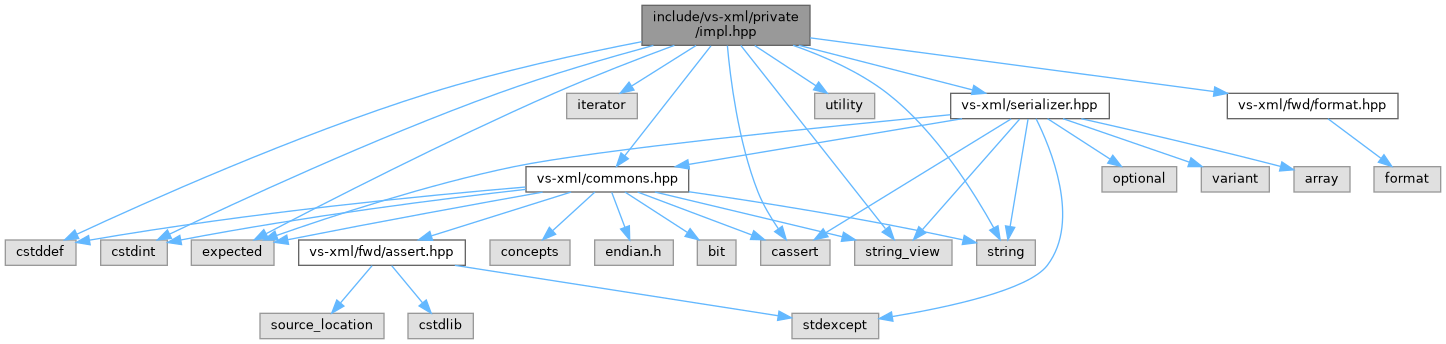 include/vs-xml/private
/impl.hpp
iterator
utility
vs-xml/serializer.hpp
vs-xml/fwd/format.hpp
vs-xml/commons.hpp
optional
variant
array
format
cstddef
cstdint
expected
vs-xml/fwd/assert.hpp
concepts
endian.h
bit
cassert
string_view
string
source_location
cstdlib
stdexcept